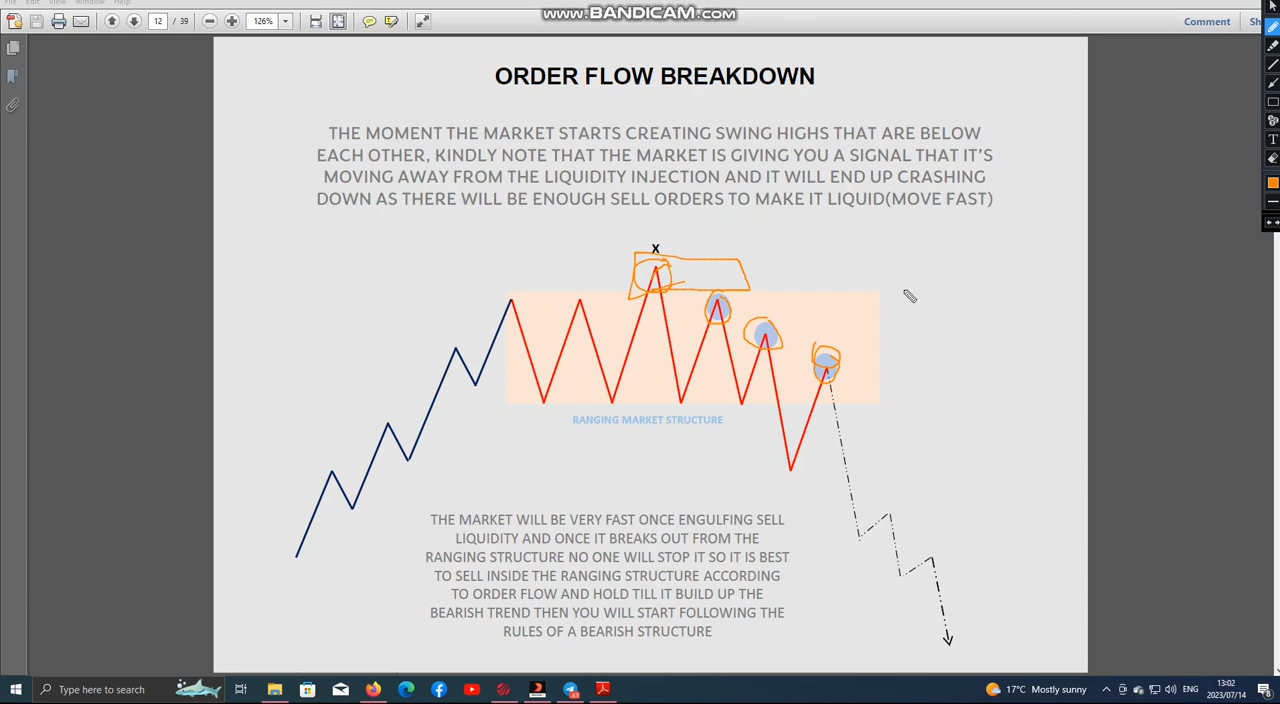 File Edit View Window Help
www.BANDICAM.com
12 / 39
126%
Comment
ORDER FLOW BREAKDOWN
THE MOMENT THE MARKET STARTS CREATING SWING HIGHS THAT ARE BELOW
EACH OTHER, KINDLY NOTE THAT THE MARKET IS GIVING YOU A SIGNAL THAT IT'S
MOVING AWAY FROM THE LIQUIDITY INJECTION AND IT WILL END UP CRASHING
DOWN AS THERE WILL BE ENOUGH SELL ORDERS TO MAKE IT LIQUID(MOVE FAST)
X
RANGING MARKET STRUCTURE
THE MARKET WILL BE VERY FAST ONCE ENGULFING SELL
LIQUIDITY AND ONCE IT BREAKS OUT FROM THE
RANGING STRUCTURE NO ONE WILL STOP IT SO IT IS BEST
TO SELL INSIDE THE RANGING STRUCTURE ACCORDING
TO ORDER FLOW AND HOLD TILL IT BUILD UP THE
BEARISH TREND THEN YOU WILL START FOLLOWING THE
RULES OF A BEARISH STRUCTURE
Type here to search
17°C Mostly sunny
ENG
13:02
2023/07/14